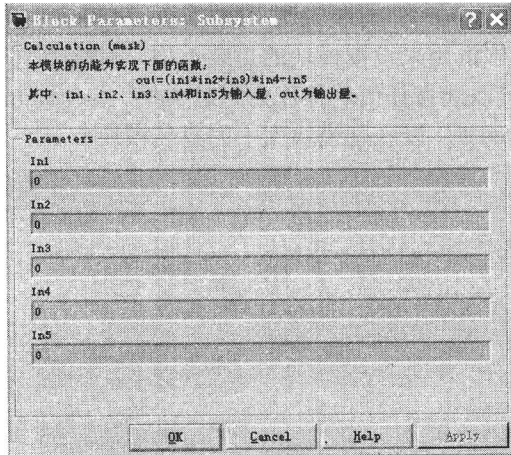 Block Parameters: Subsystem
Calculation (mask)
本模块的功能为实现下面的函数:
out=(in1*in2+in3)*in4-in5
其中, in1、in2、in3、in4和in5为输入量, out为输出量。
Parameters
In1
0
In2
0
In3
0
In4
0
In5
0
OK
Cancel
Help
Apply